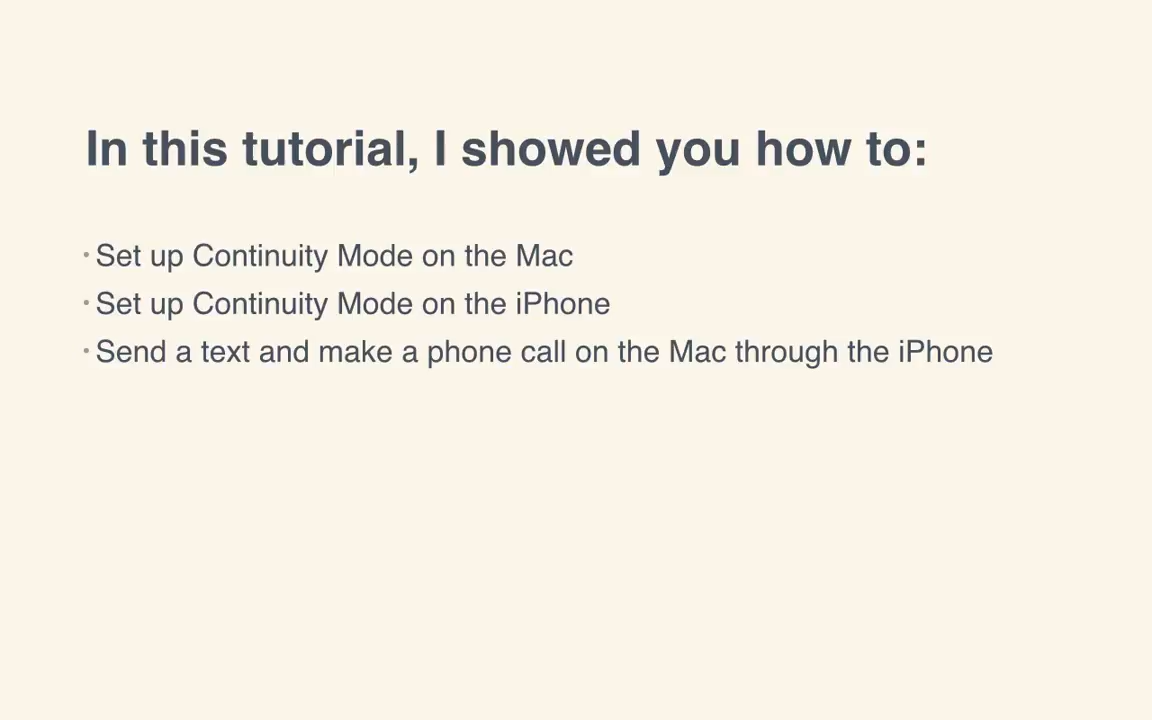 In this tutorial, I showed you how to:
· Set up Continuity Mode on the Mac
· Set up Continuity Mode on the iPhone
· Send a text and make a phone call on the Mac through the iPhone